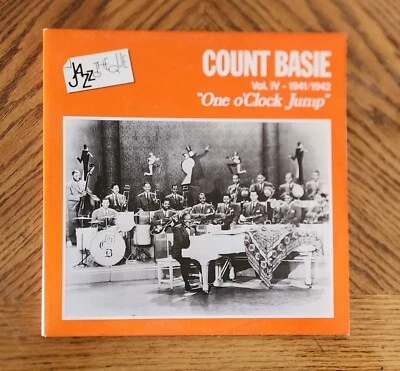 JAZZ
COUNT BASIE
Vol. IV - 1941/1942
"One o'Clock Jump"